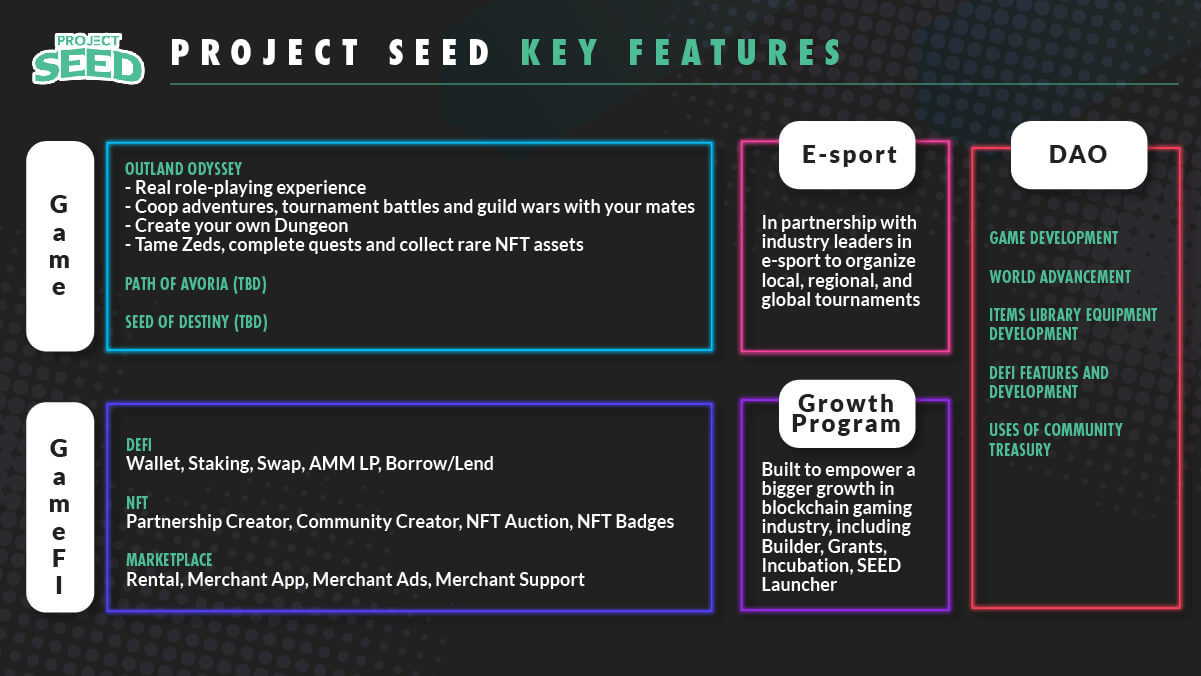 PROJECT
SEED
PROJECT SEED KEY FEATURES
Game
OUTLAND ODYSSEY
- Real role-playing experience
- Coop adventures, tournament battles and guild wars with your mates
- Create your own Dungeon
- Tame Zeds, complete quests and collect rare NFT assets
PATH OF AVORIA (TBD)
SEED OF DESTINY (TBD)
E-sport
In partnership with
industry leaders in
e-sport to organize
local, regional, and
global tournaments
DAO
GAME DEVELOPMENT
WORLD ADVANCEMENT
ITEMS LIBRARY EQUIPMENT
DEVELOPMENT
DEFI FEATURES AND
DEVELOPMENT
USES OF COMMUNITY
TREASURY
GameFI
DEFI
Wallet, Staking, Swap, AMM LP, Borrow/Lend
NFT
Partnership Creator, Community Creator, NFT Auction, NFT Badges
MARKETPLACE
Rental, Merchant App, Merchant Ads, Merchant Support
Growth
Program
Built to empower a
bigger growth in
blockchain gaming
industry, including
Builder, Grants,
Incubation, SEED
Launcher